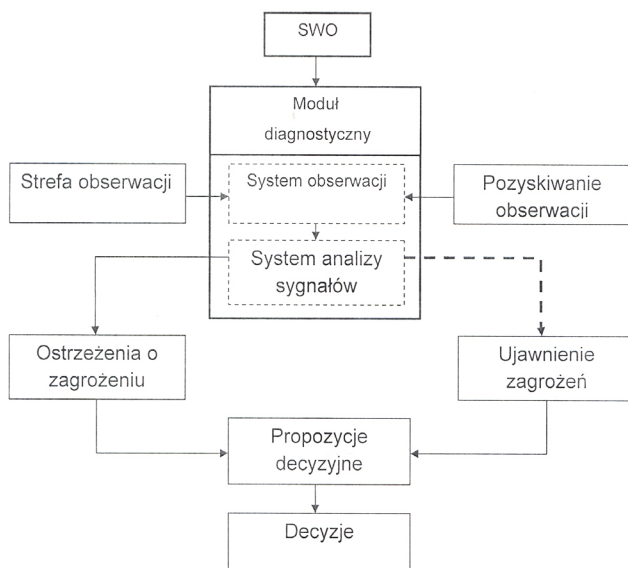 SWO
Moduł
diagnostyczny
Strefa obserwacji
System obserwacji
Pozyskiwanie
obserwacji
System analizy
sygnałów
Ostrzeżenia o
zagrożeniu
Ujawnienie
zagrożeń
Propozycje
decyzyjne
Decyzje